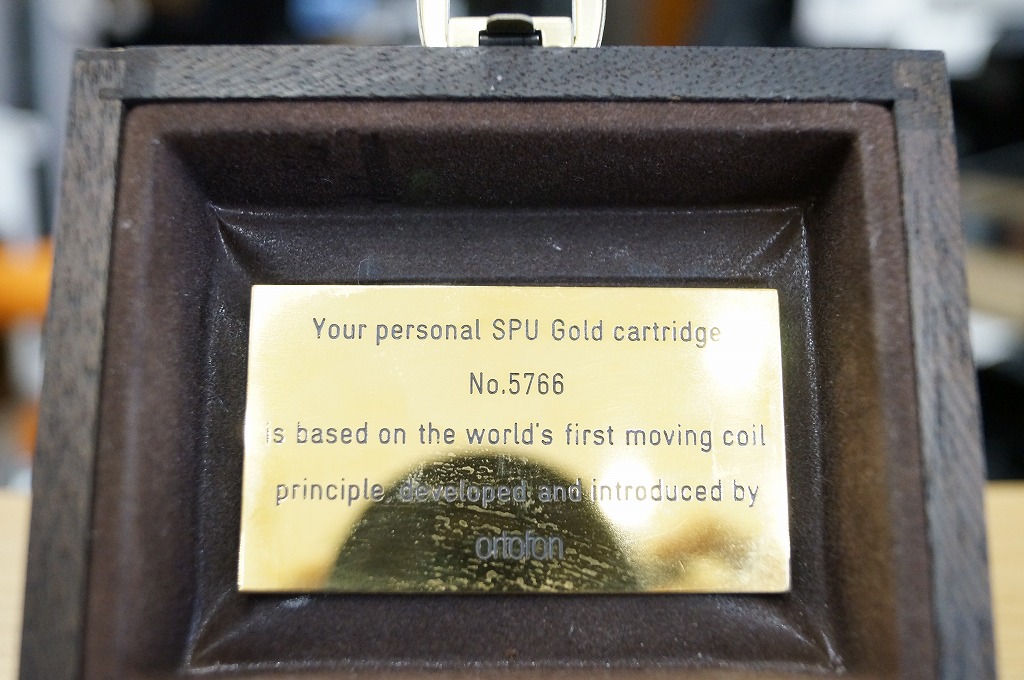 Your personal SPU Gold cartridge
No.5766
is based on the world's first moving coil
principle, developed and introduced by
ortofon